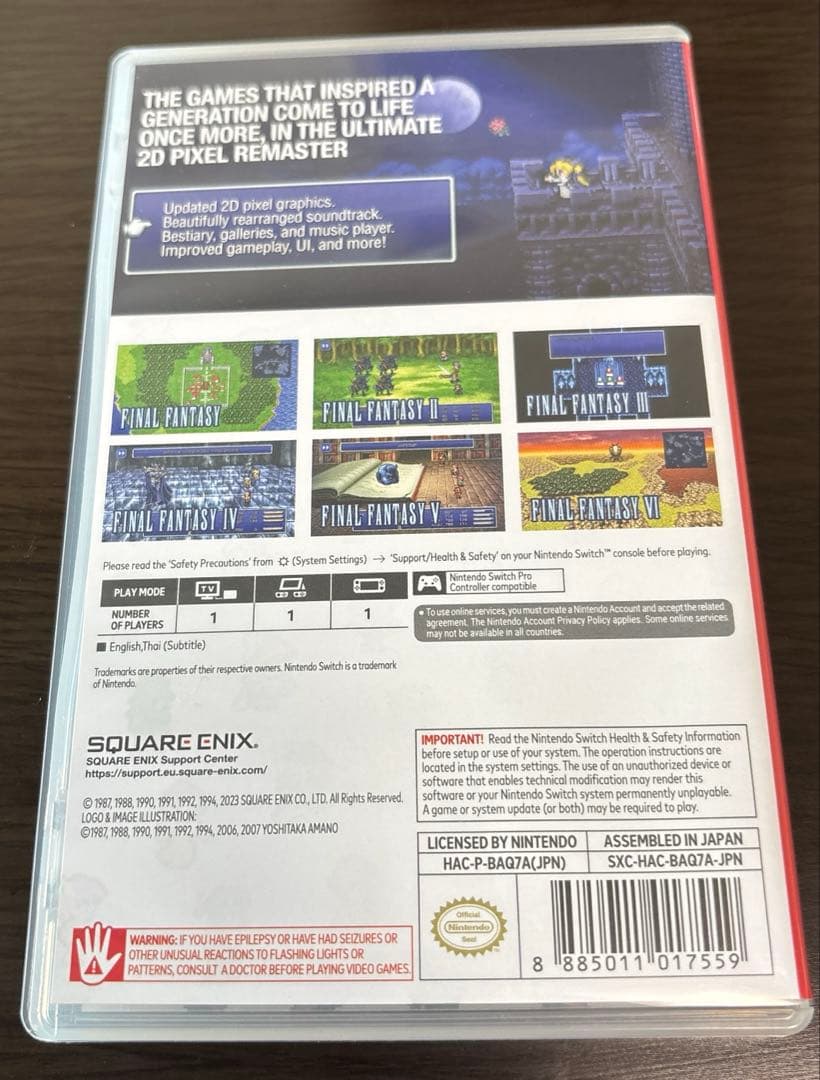 THE GAMES THAT INSPIRED A
GENERATION COME TO LIFE
ONCE MORE, IN THE ULTIMATE
2D PIXEL REMASTER
Updated 2D pixel graphics.
Beautifully rearranged soundtrack.
Bestiary, galleries, and music player.
Improved gameplay, UI, and more!
FINAL FANTASY
FINAL FANTASY II
FINAL FANTASY III
FINAL FANTASY IV
FINAL FANTASY V
FINAL FANTASY VI
Please read the 'Safety Precautions' from (System Settings) → 'Support/Health & Safety' on your Nintendo Switch™ console before playing.
PLAY MODE
TV
NUMBER
OF PLAYERS
1
1
1
Nintendo Switch Pro
Controller compatible
• To use online services, you must create a Nintendo Account and accept the related
agreement. The Nintendo Account Privacy Policy applies. Some online services
may not be available in all countries.
■ English,Thai (Subtitle)
Trademarks are properties of their respective owners. Nintendo Switch is a trademark
of Nintendo.
SQUARE ENIX.
SQUARE ENIX Support Center
https://support.eu.square-enix.com/
© 1987, 1988, 1990, 1991, 1992, 1994, 2023 SQUARE ENIX CO., LTD. All Rights Reserved.
LOGO & IMAGE ILLUSTRATION:
©1987, 1988, 1990, 1991, 1992, 1994, 2006, 2007 YOSHITAKA AMANO
WARNING: IF YOU HAVE EPILEPSY OR HAVE HAD SEIZURES OR
OTHER UNUSUAL REACTIONS TO FLASHING LIGHTS OR
PATTERNS, CONSULT A DOCTOR BEFORE PLAYING VIDEO GAMES.
IMPORTANT! Read the Nintendo Switch Health & Safety Information
before setup or use of your system. The operation instructions are
located in the system settings. The use of an unauthorized device or
software that enables technical modification may render this
software or your Nintendo Switch system permanently unplayable.
A game or system update (or both) may be required to play.
LICENSED BY NINTENDO
ASSEMBLED IN JAPAN
HAC-P-BAQ7A(JPN)
SXC-HAC-BAQ7A-JPN
Official
Nintendo
Seal
8 885011 017559